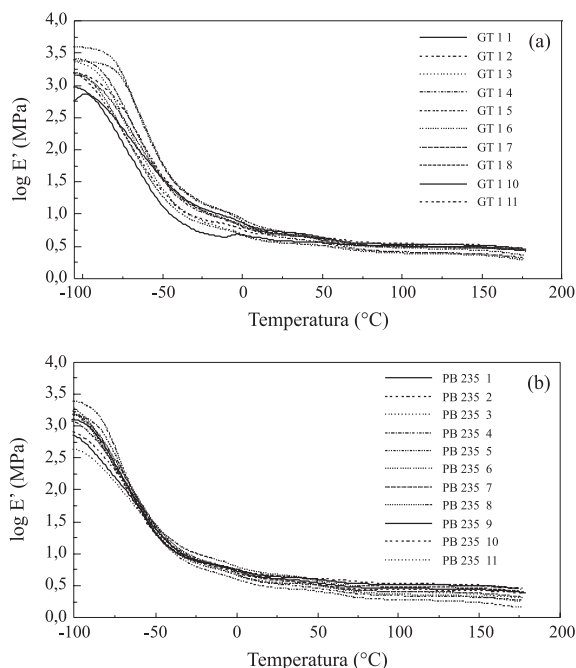 4,0
3,5
3,0
2,5
2,0
1,5
1,0
0,5
0,0
log E' (MPa)
-100
-50
0
50
100
150
200
Temperatura (°C)
(a)
GT 1 1
GT 1 2
GT 1 3
GT 1 4
GT 1 5
GT 1 6
GT 1 7
GT 1 8
GT 1 10
GT 1 11
4,0
3,5
3,0
2,5
2,0
1,5
1,0
0,5
0,0
log E' (MPa)
-100
-50
0
50
100
150
200
Temperatura (°C)
(b)
PB 235 1
PB 235 2
PB 235 3
PB 235 4
PB 235 5
PB 235 6
PB 235 7
PB 235 8
PB 235 9
PB 235 10
PB 235 11